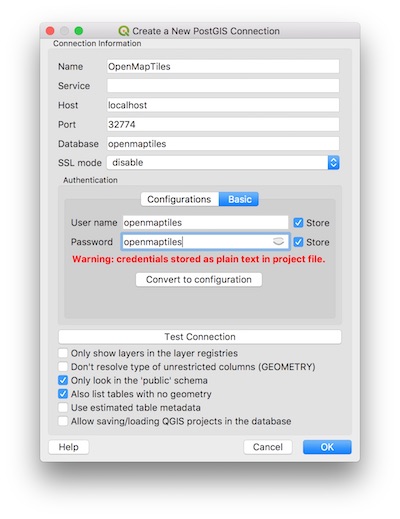 Create a New PostGIS Connection
Connection Information
Name OpenMapTiles
Service
Host localhost
Port 32774
Database openmaptiles
SSL mode disable
Authentication
Configurations Basic
User name openmaptiles Store
Password openmaptiles Store
Warning: credentials stored as plain text in project file.
Convert to configuration
Test Connection
Only show layers in the layer registries
Don't resolve type of unrestricted columns (GEOMETRY)
Only look in the 'public' schema
Also list tables with no geometry
Use estimated table metadata
Allow saving/loading QGIS projects in the database
Help Cancel OK